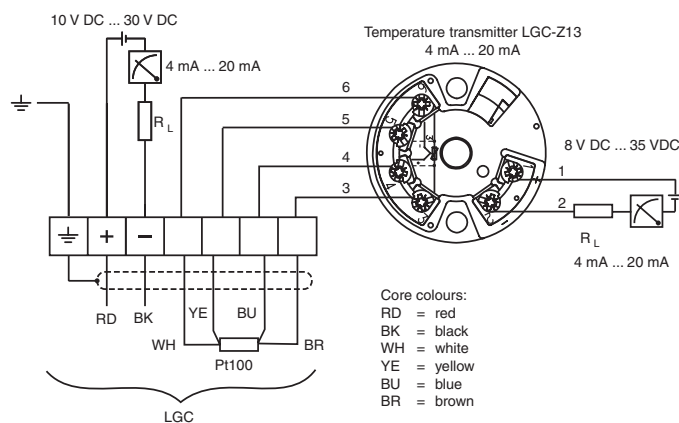 10 V DC ... 30 V DC
4 mA ... 20 mA
R L
Temperature transmitter LGC-Z13
4 mA ... 20 mA
6
5
4
3
8 V DC ... 35 VDC
1
2
R L
4 mA ... 20 mA
+
−
RD
BK
YE
BU
WH
BR
Pt100
LGC
Core colours:
RD = red
BK = black
WH = white
YE = yellow
BU = blue
BR = brown